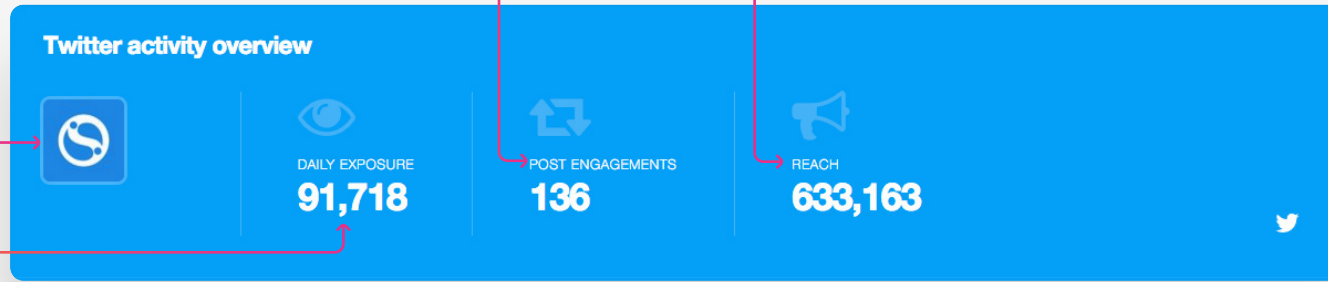 Twitter activity overview
DAILY EXPOSURE
91,718
POST ENGAGEMENTS
136
REACH
633,163